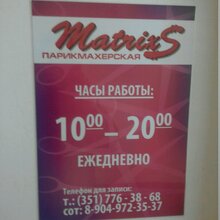 MatrixS
ПАРИКМАХЕРСКАЯ
ЧАСЫ РАБОТЫ:
10⁰⁰ – 20⁰⁰
ЕЖЕДНЕВНО
Телефон для записи:
т.: (351) 776 - 38 - 68
сот: 8-904-972-35-37